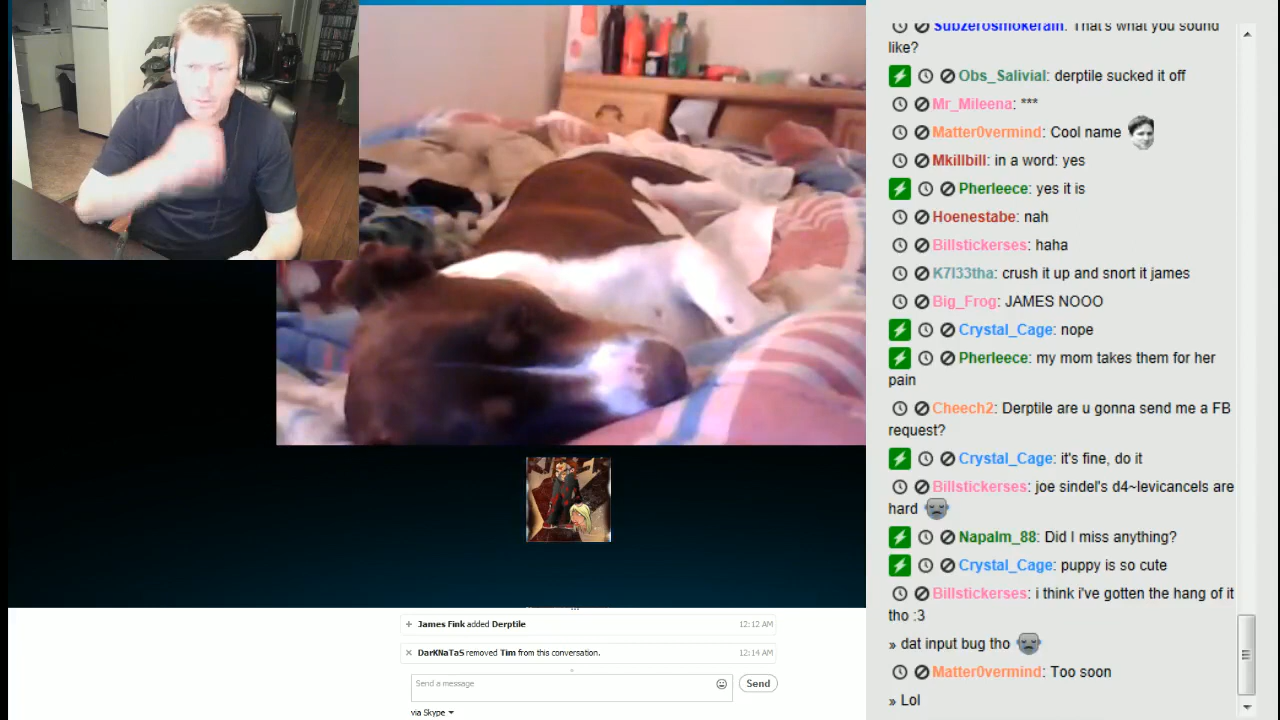 Subzerosmokerain: That's what you sound
like?
Obs_Salivial: derptile sucked it off
Mr_Mileena: ***
Matter0vermind: Cool name
Mkillbill: in a word: yes
Pherleece: yes it is
Hoenestabe: nah
Billstickerses: haha
K7l33tha: crush it up and snort it james
Big_Frog: JAMES NOOO
Crystal_Cage: nope
Pherleece: my mom takes them for her
pain
Cheech2: Derptile are u gonna send me a FB
request?
Crystal_Cage: it's fine, do it
Billstickerses: joe sindel's d4~levicancels are
hard
Napalm_88: Did I miss anything?
Crystal_Cage: puppy is so cute
Billstickerses: i think i've gotten the hang of it
tho :3
» dat input bug tho
Matter0vermind: Too soon
» Lol
James Fink added Derptile 12:12 AM
DarKNaTaS removed Tim from this conversation. 12:14 AM
Send a message
Send
via Skype